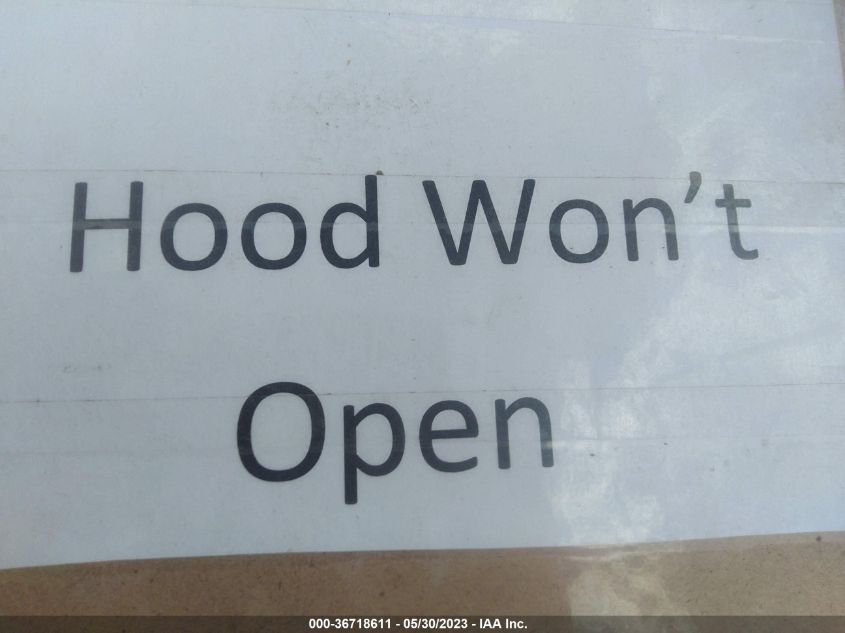 Hood Won’t
Open
000-36718611 - 05/30/2023 - IAA Inc.